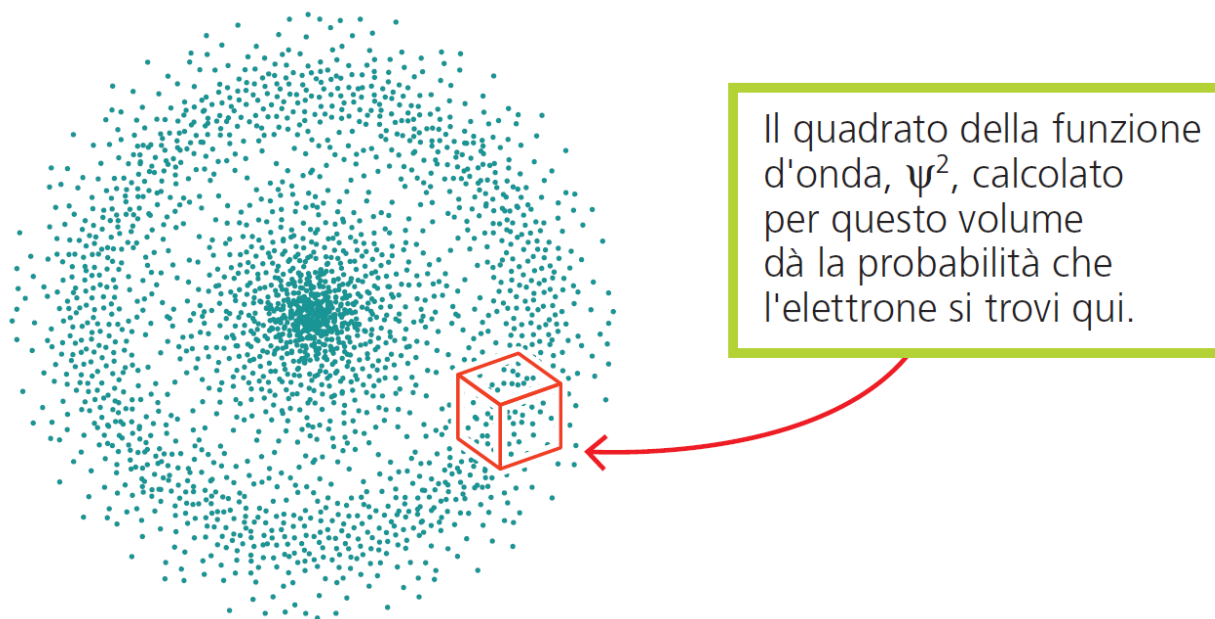 Il quadrato della funzione
d'onda, ψ², calcolato
per questo volume
dà la probabilità che
l'elettrone si trovi qui.